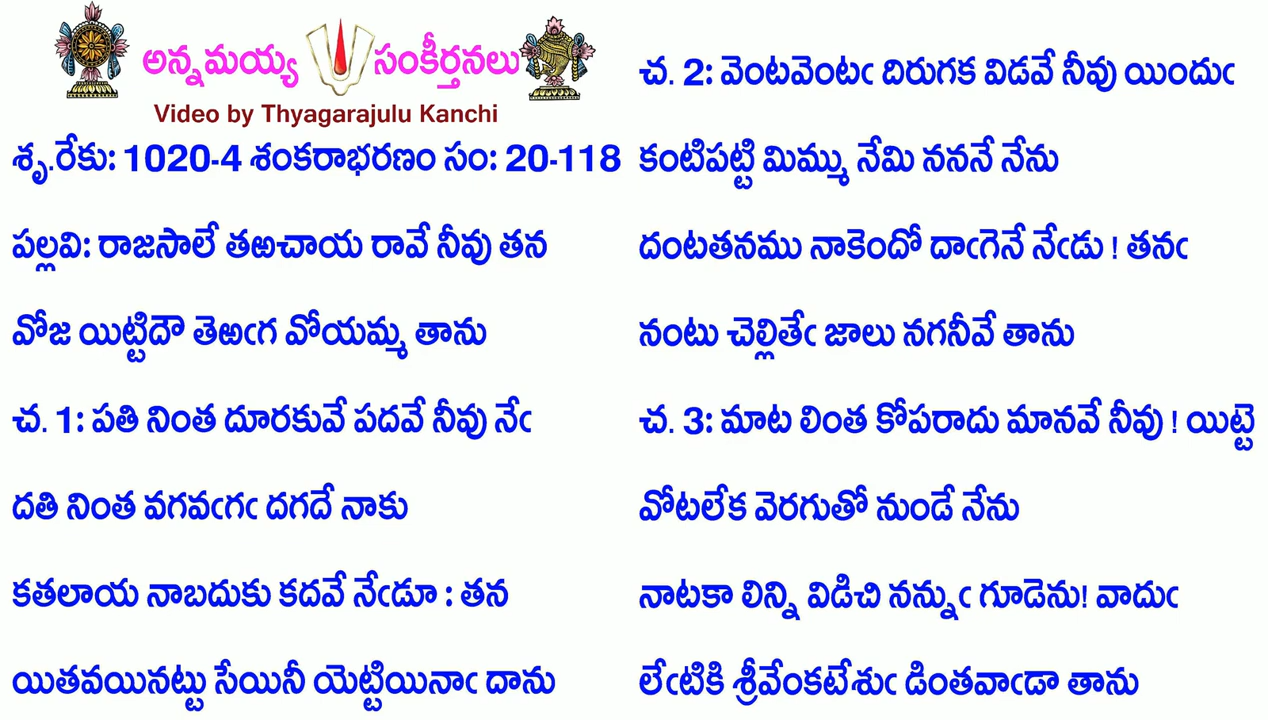 అన్నమయ్య సంకీర్తనలు
Video by Thyagarajulu Kanchi
శృ.రేకు: 1020-4 శంకరాభరణం సం: 20-118
పల్లవి: రాజసాలే తఱచాయ రావే నీవు తన
వోజ యిట్టిదౌ తెఱఁగ వోయమ్మ తాను
చ. 1: పతి నింత దూరకువే పదవే నీవు నేఁ
దతి నింత వగవఁగఁ దగదే నాకు
కతలాయ నాబదుకు కదవే నేఁడూ : తన
యితవయినట్టు సేయినీ యెట్టియినాఁ దాను
చ. 2: వెంటవెంటఁ దిరుగక విడవే నీవు యిందుఁ
కంటిపట్టి మిమ్ము నేమి నననే నేను
దంటతనము నాకెందో దాఁగెనే నేఁడు ! తనఁ
నంటు చెల్లితేఁ జాలు నగనీవే తాను
చ. 3: మాట లింత కోపరాదు మానవే నీవు ! యిట్టె
వోటలేక వెరగుతో నుండే నేను
నాటకా లిన్ని విడిచి నన్నుఁ గూడెను! వాదుఁ
లేఁటికి శ్రీవేంకటేశుఁ డింతవాఁడా తాను